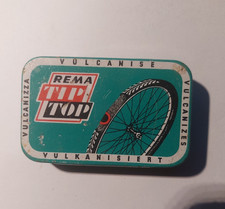 VULCANISE
REMA
TIP
TOP
VULCANIZZA
VULCANIZES
VULKANISIERT